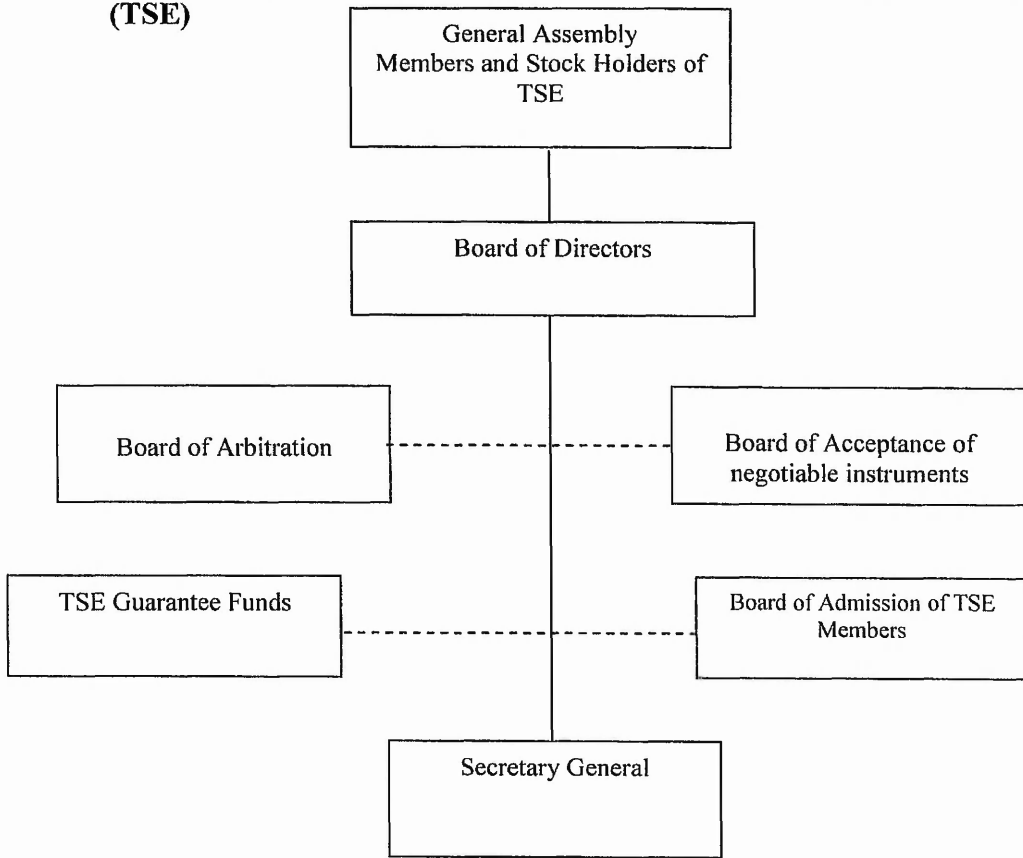 (TSE)
General Assembly
Members and Stock Holders of
TSE
Board of Directors
Board of Arbitration
Board of Acceptance of
negotiable instruments
TSE Guarantee Funds
Board of Admission of TSE
Members
Secretary General